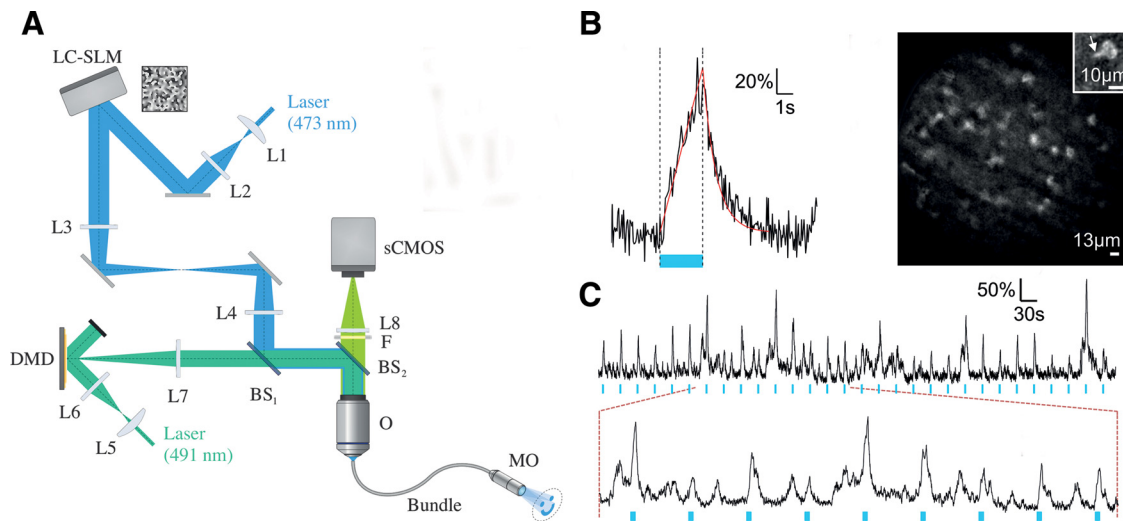 A
LC-SLM
Laser
(473 nm)
L1
L2
L3
sCMOS
L4
L8
F
DMD
BS2
L7
BS1
L6
O
L5
Laser
(491 nm)
MO
Bundle
B
20%
1s
10µm
13µm
C
50%
30s